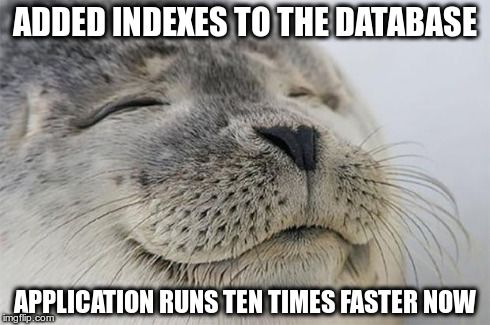 ADDED INDEXES TO THE DATABASE
APPLICATION RUNS TEN TIMES FASTER NOW
imgflip.com